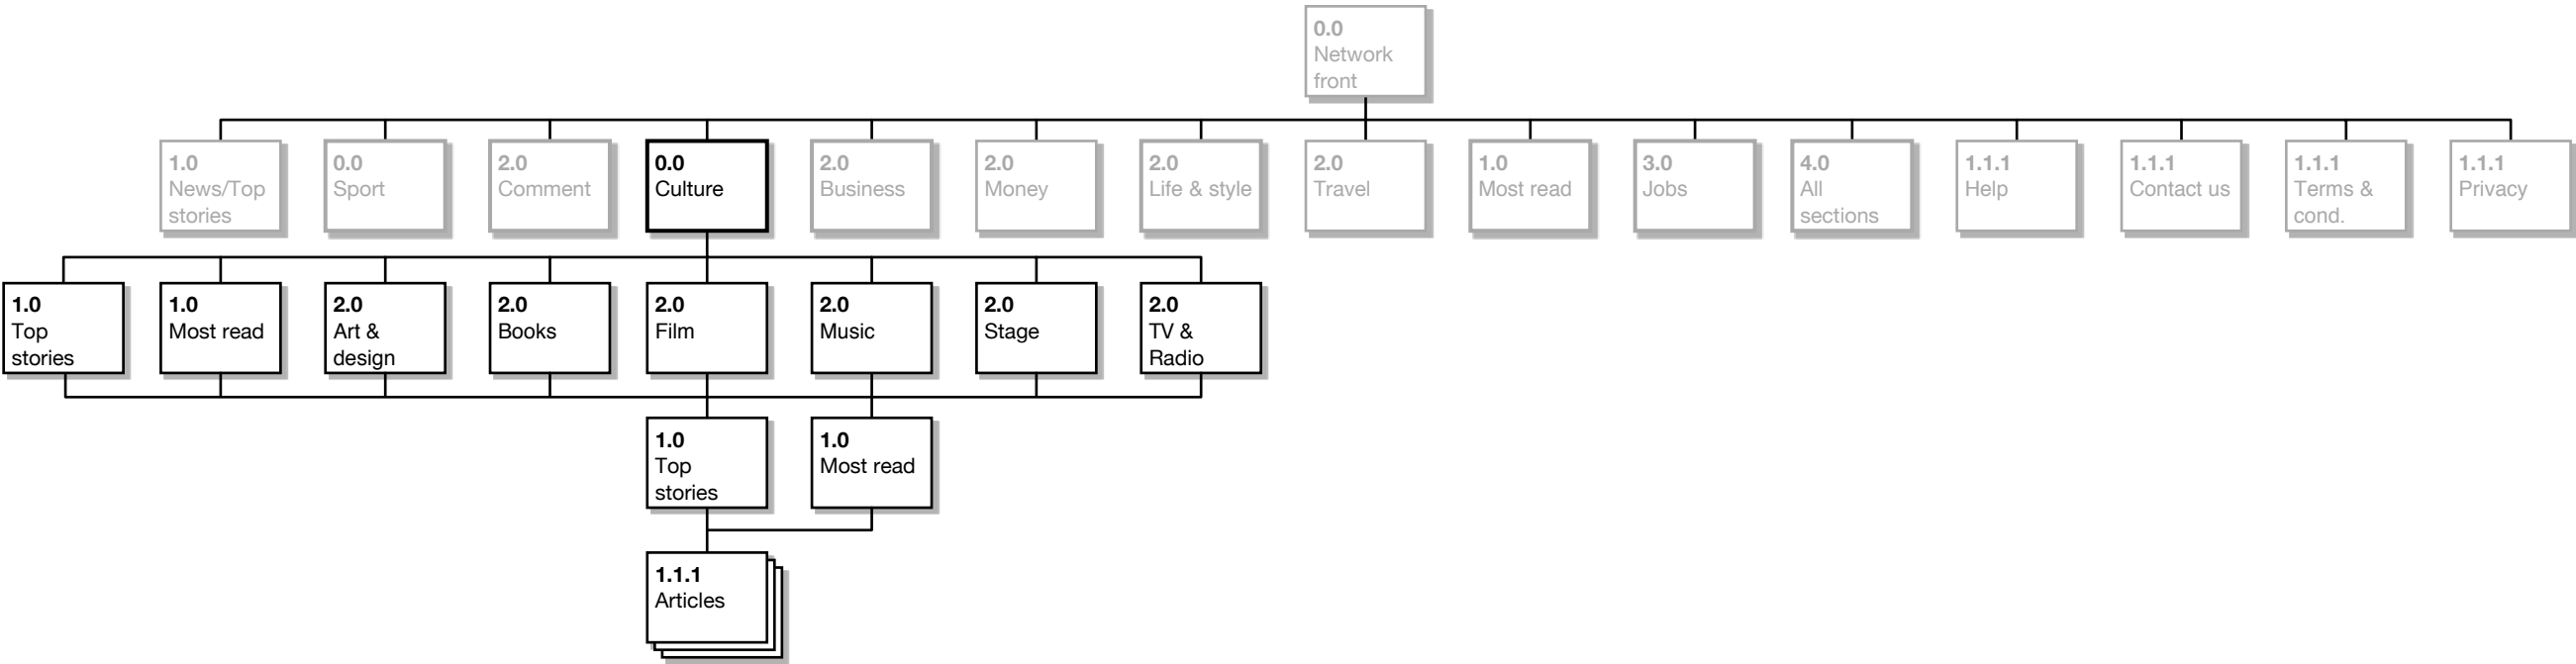 0.0
Network
front
1.0
News/Top
stories
0.0
Sport
2.0
Comment
0.0
Culture
2.0
Business
2.0
Money
2.0
Life & style
2.0
Travel
1.0
Most read
3.0
Jobs
4.0
All
sections
1.1.1
Help
1.1.1
Contact us
1.1.1
Terms &
cond.
1.1.1
Privacy
1.0
Top
stories
1.0
Most read
2.0
Art &
design
2.0
Books
2.0
Film
2.0
Music
2.0
Stage
2.0
TV &
Radio
1.0
Top
stories
1.0
Most read
1.1.1
Articles